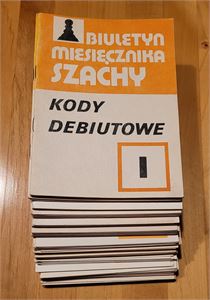 BIULETYN
MIESIĘCZNIKA
SZACHY
KODY
DEBIUTOWE
I